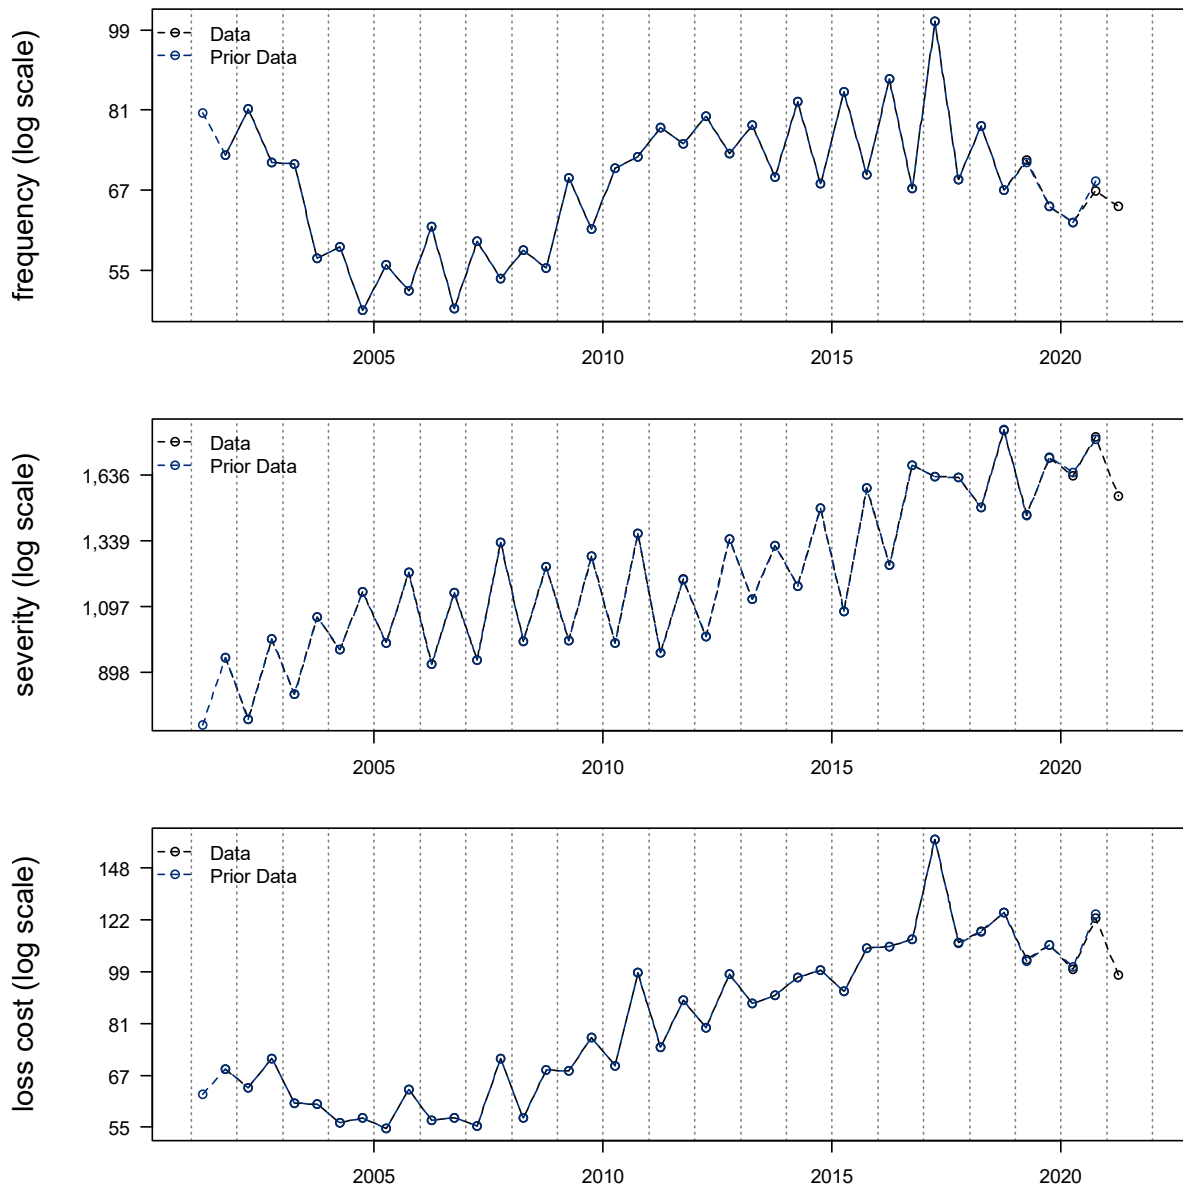 frequency (log scale)
99
81
67
55
Data
Prior Data
2005 2010 2015 2020
severity (log scale)
1,636
1,339
1,097
898
Data
Prior Data
2005 2010 2015 2020
loss cost (log scale)
148
122
99
81
67
55
Data
Prior Data
2005 2010 2015 2020